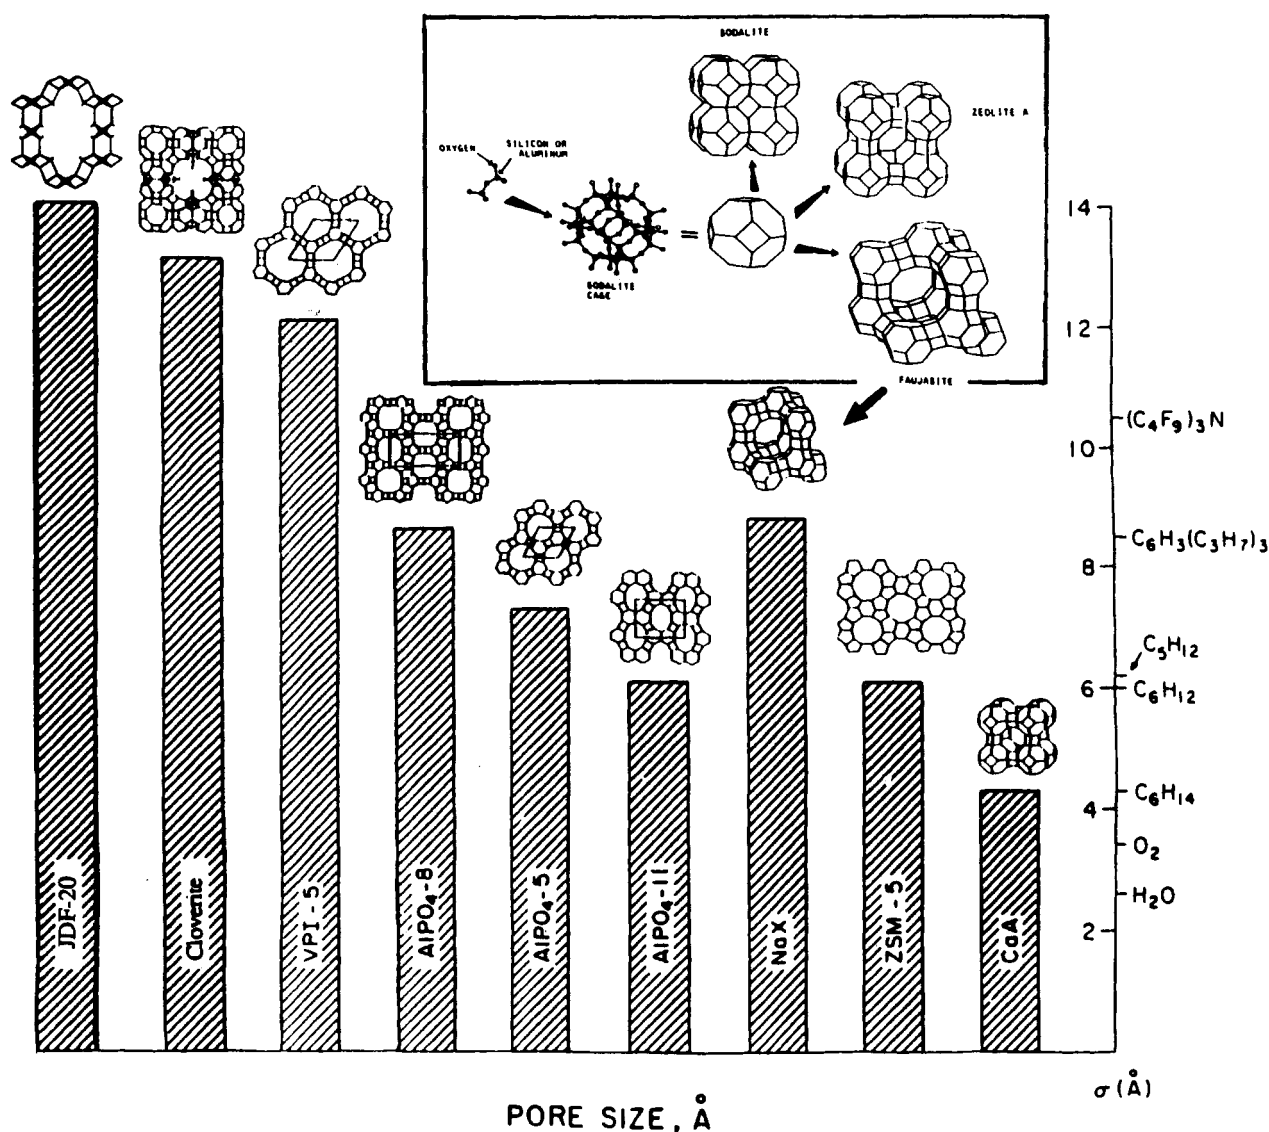 SODALITE
ZEOLITE A
OXYGEN
SILICON OR
ALUMINUM
=
SODALITE
CAGE
FAUJASITE
14
12
(C₄F₉)₃N
10
C₆H₃(C₃H₇)₃
8
C₅H₁₂
6
C₆H₁₂
C₆H₁₄
4
O₂
H₂O
2
JDF-20
Cloverite
VPI-5
AlPO₄-8
AlPO₄-5
AlPO₄-11
NaX
ZSM-5
CaA
σ(Å)
PORE SIZE, Å